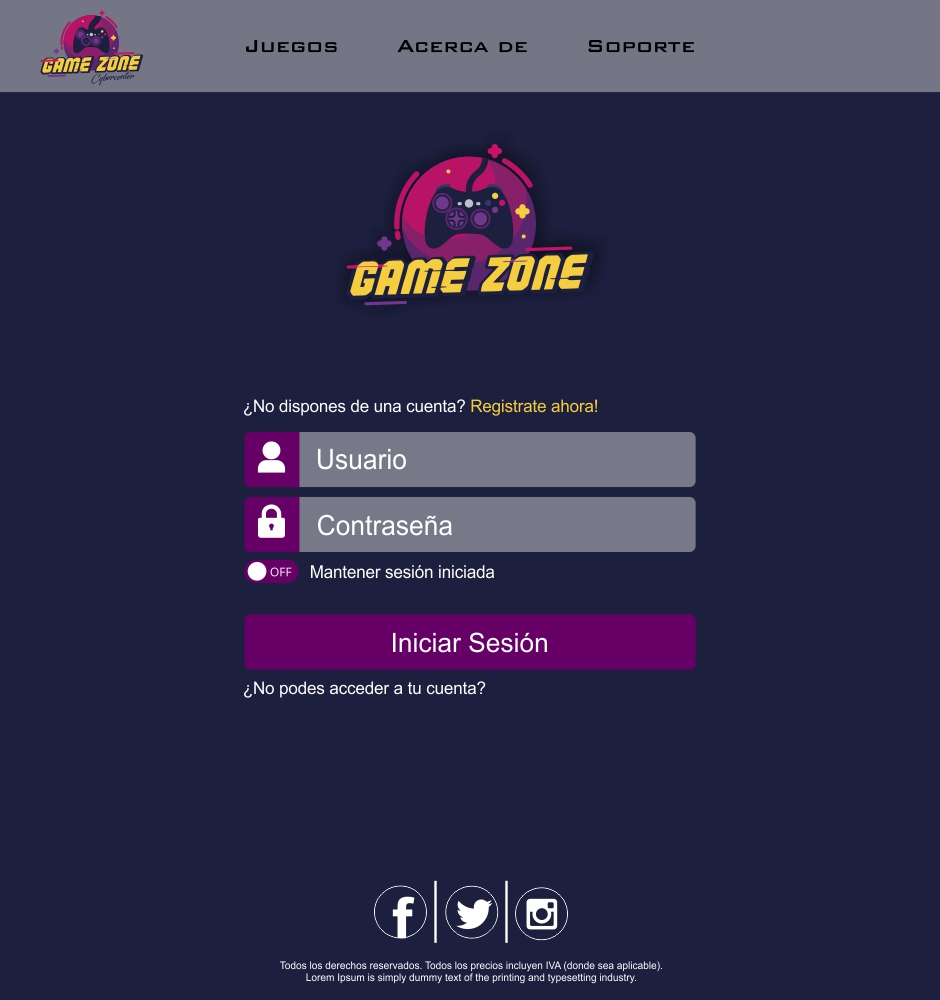 GAME ZONE
Cybercenter
Juegos
Acerca de
Soporte
GAME ZONE
¿No dispones de una cuenta? Registrate ahora!
Usuario
Contraseña
OFF
Mantener sesión iniciada
Iniciar Sesión
¿No podes acceder a tu cuenta?
Todos los derechos reservados. Todos los precios incluyen IVA (donde sea aplicable).
Lorem Ipsum is simply dummy text of the printing and typesetting industry.